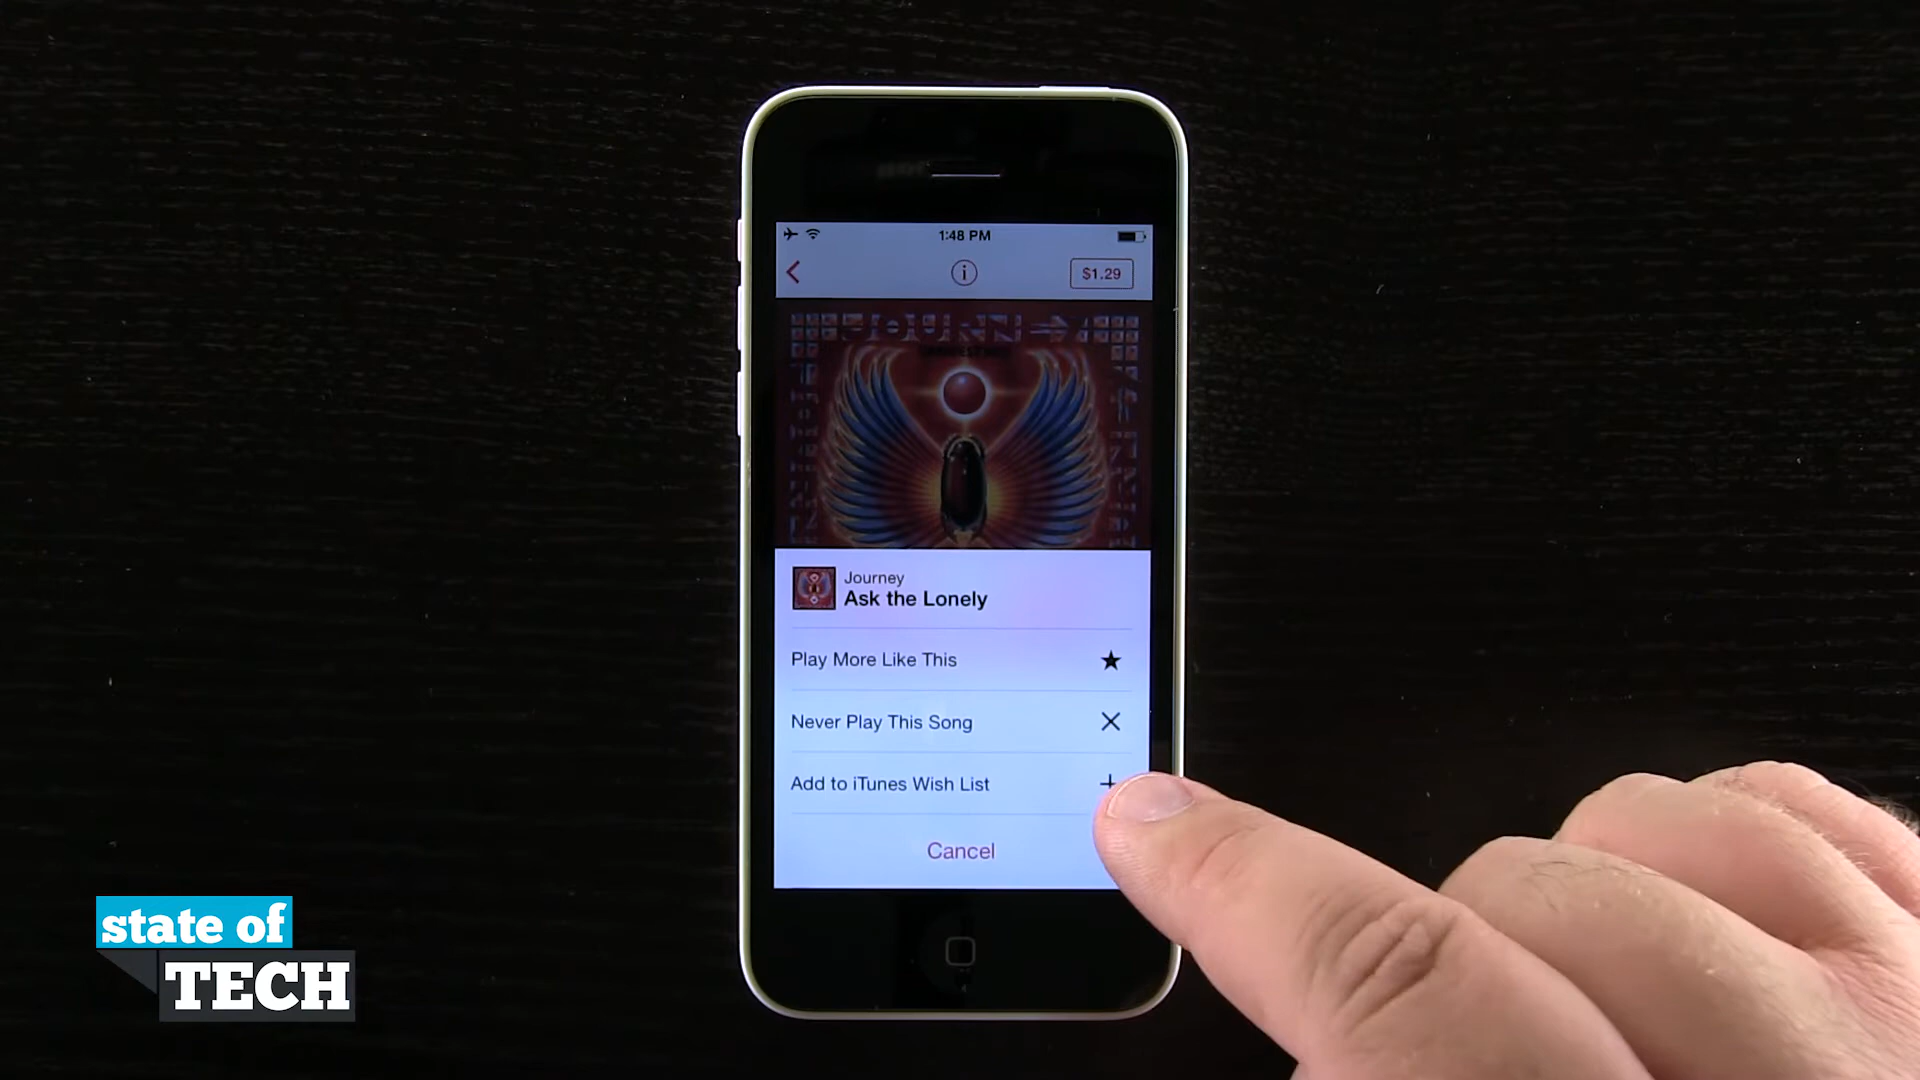 1:48 PM
$1.29
JOURNEY
Journey
Ask the Lonely
Play More Like This
Never Play This Song
Add to iTunes Wish List
Cancel
state of
TECH